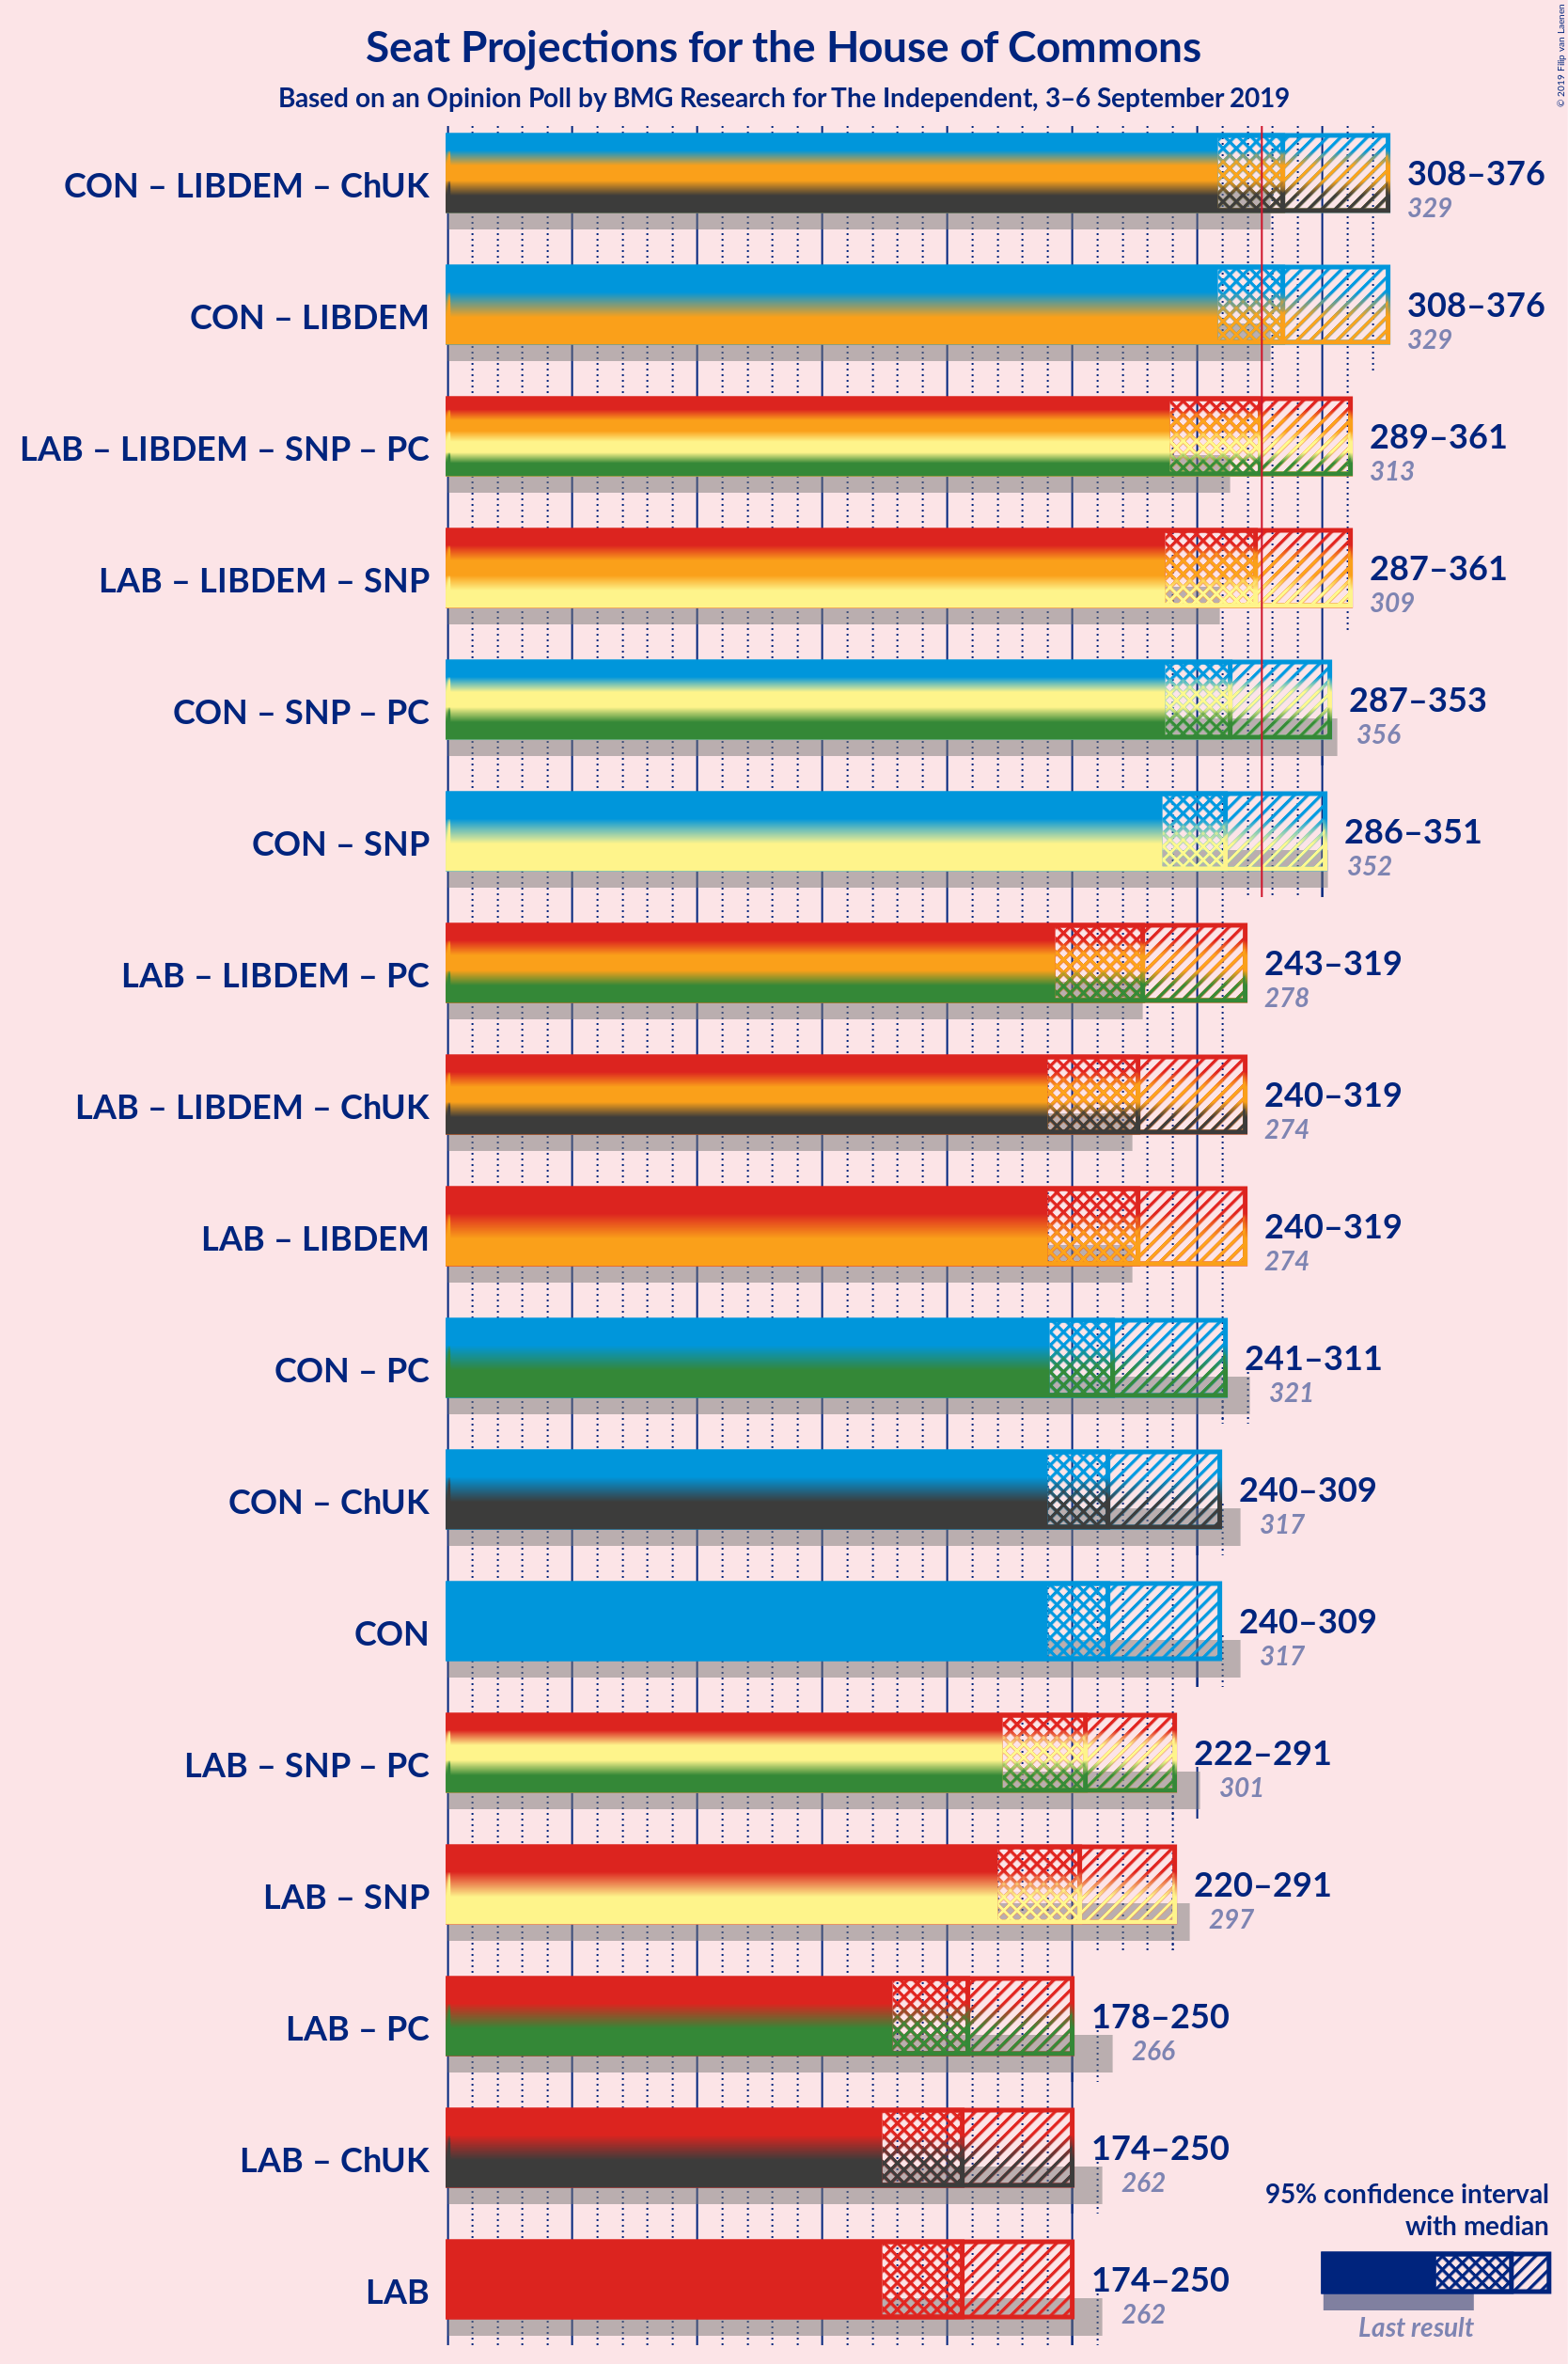 Seat Projections for the House of Commons
Based on an Opinion Poll by BMG Research for The Independent, 3–6 September 2019
© 2019 Filip van Laenen
CON – LIBDEM – ChUK
308–376
329
CON – LIBDEM
308–376
329
LAB – LIBDEM – SNP – PC
289–361
313
LAB – LIBDEM – SNP
287–361
309
CON – SNP – PC
287–353
356
CON – SNP
286–351
352
LAB – LIBDEM – PC
243–319
278
LAB – LIBDEM – ChUK
240–319
274
LAB – LIBDEM
240–319
274
CON – PC
241–311
321
CON – ChUK
240–309
317
CON
240–309
317
LAB – SNP – PC
222–291
301
LAB – SNP
220–291
297
LAB – PC
178–250
266
LAB – ChUK
174–250
262
LAB
174–250
262
95% confidence interval
with median
Last result